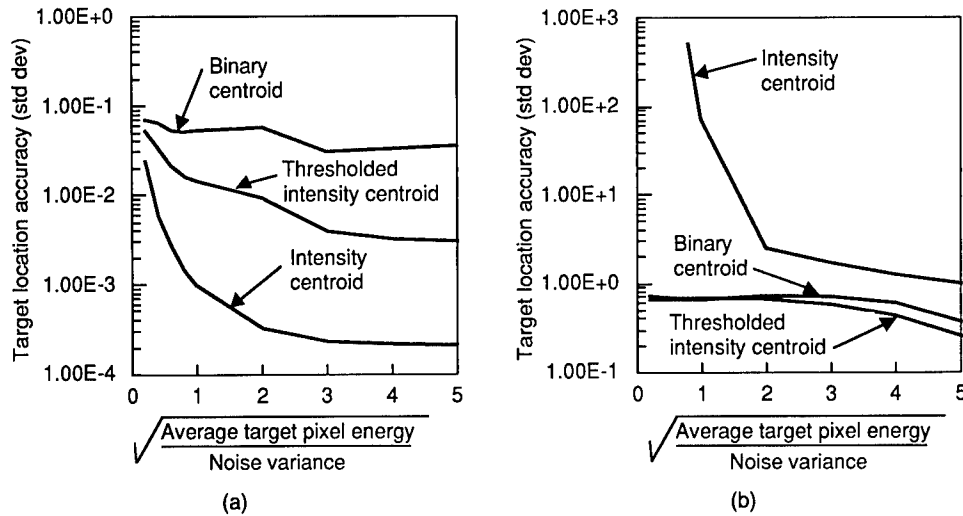 1.00E+0
1.00E-1
1.00E-2
1.00E-3
1.00E-4
Target location accuracy (std dev)
Binary
centroid
Thresholded
intensity centroid
Intensity
centroid
0 1 2 3 4 5
√ Average target pixel energy
Noise variance
(a)
1.00E+3
1.00E+2
1.00E+1
1.00E+0
1.00E-1
Target location accuracy (std dev)
Intensity
centroid
Binary
centroid
Thresholded
intensity centroid
0 1 2 3 4 5
√ Average target pixel energy
Noise variance
(b)